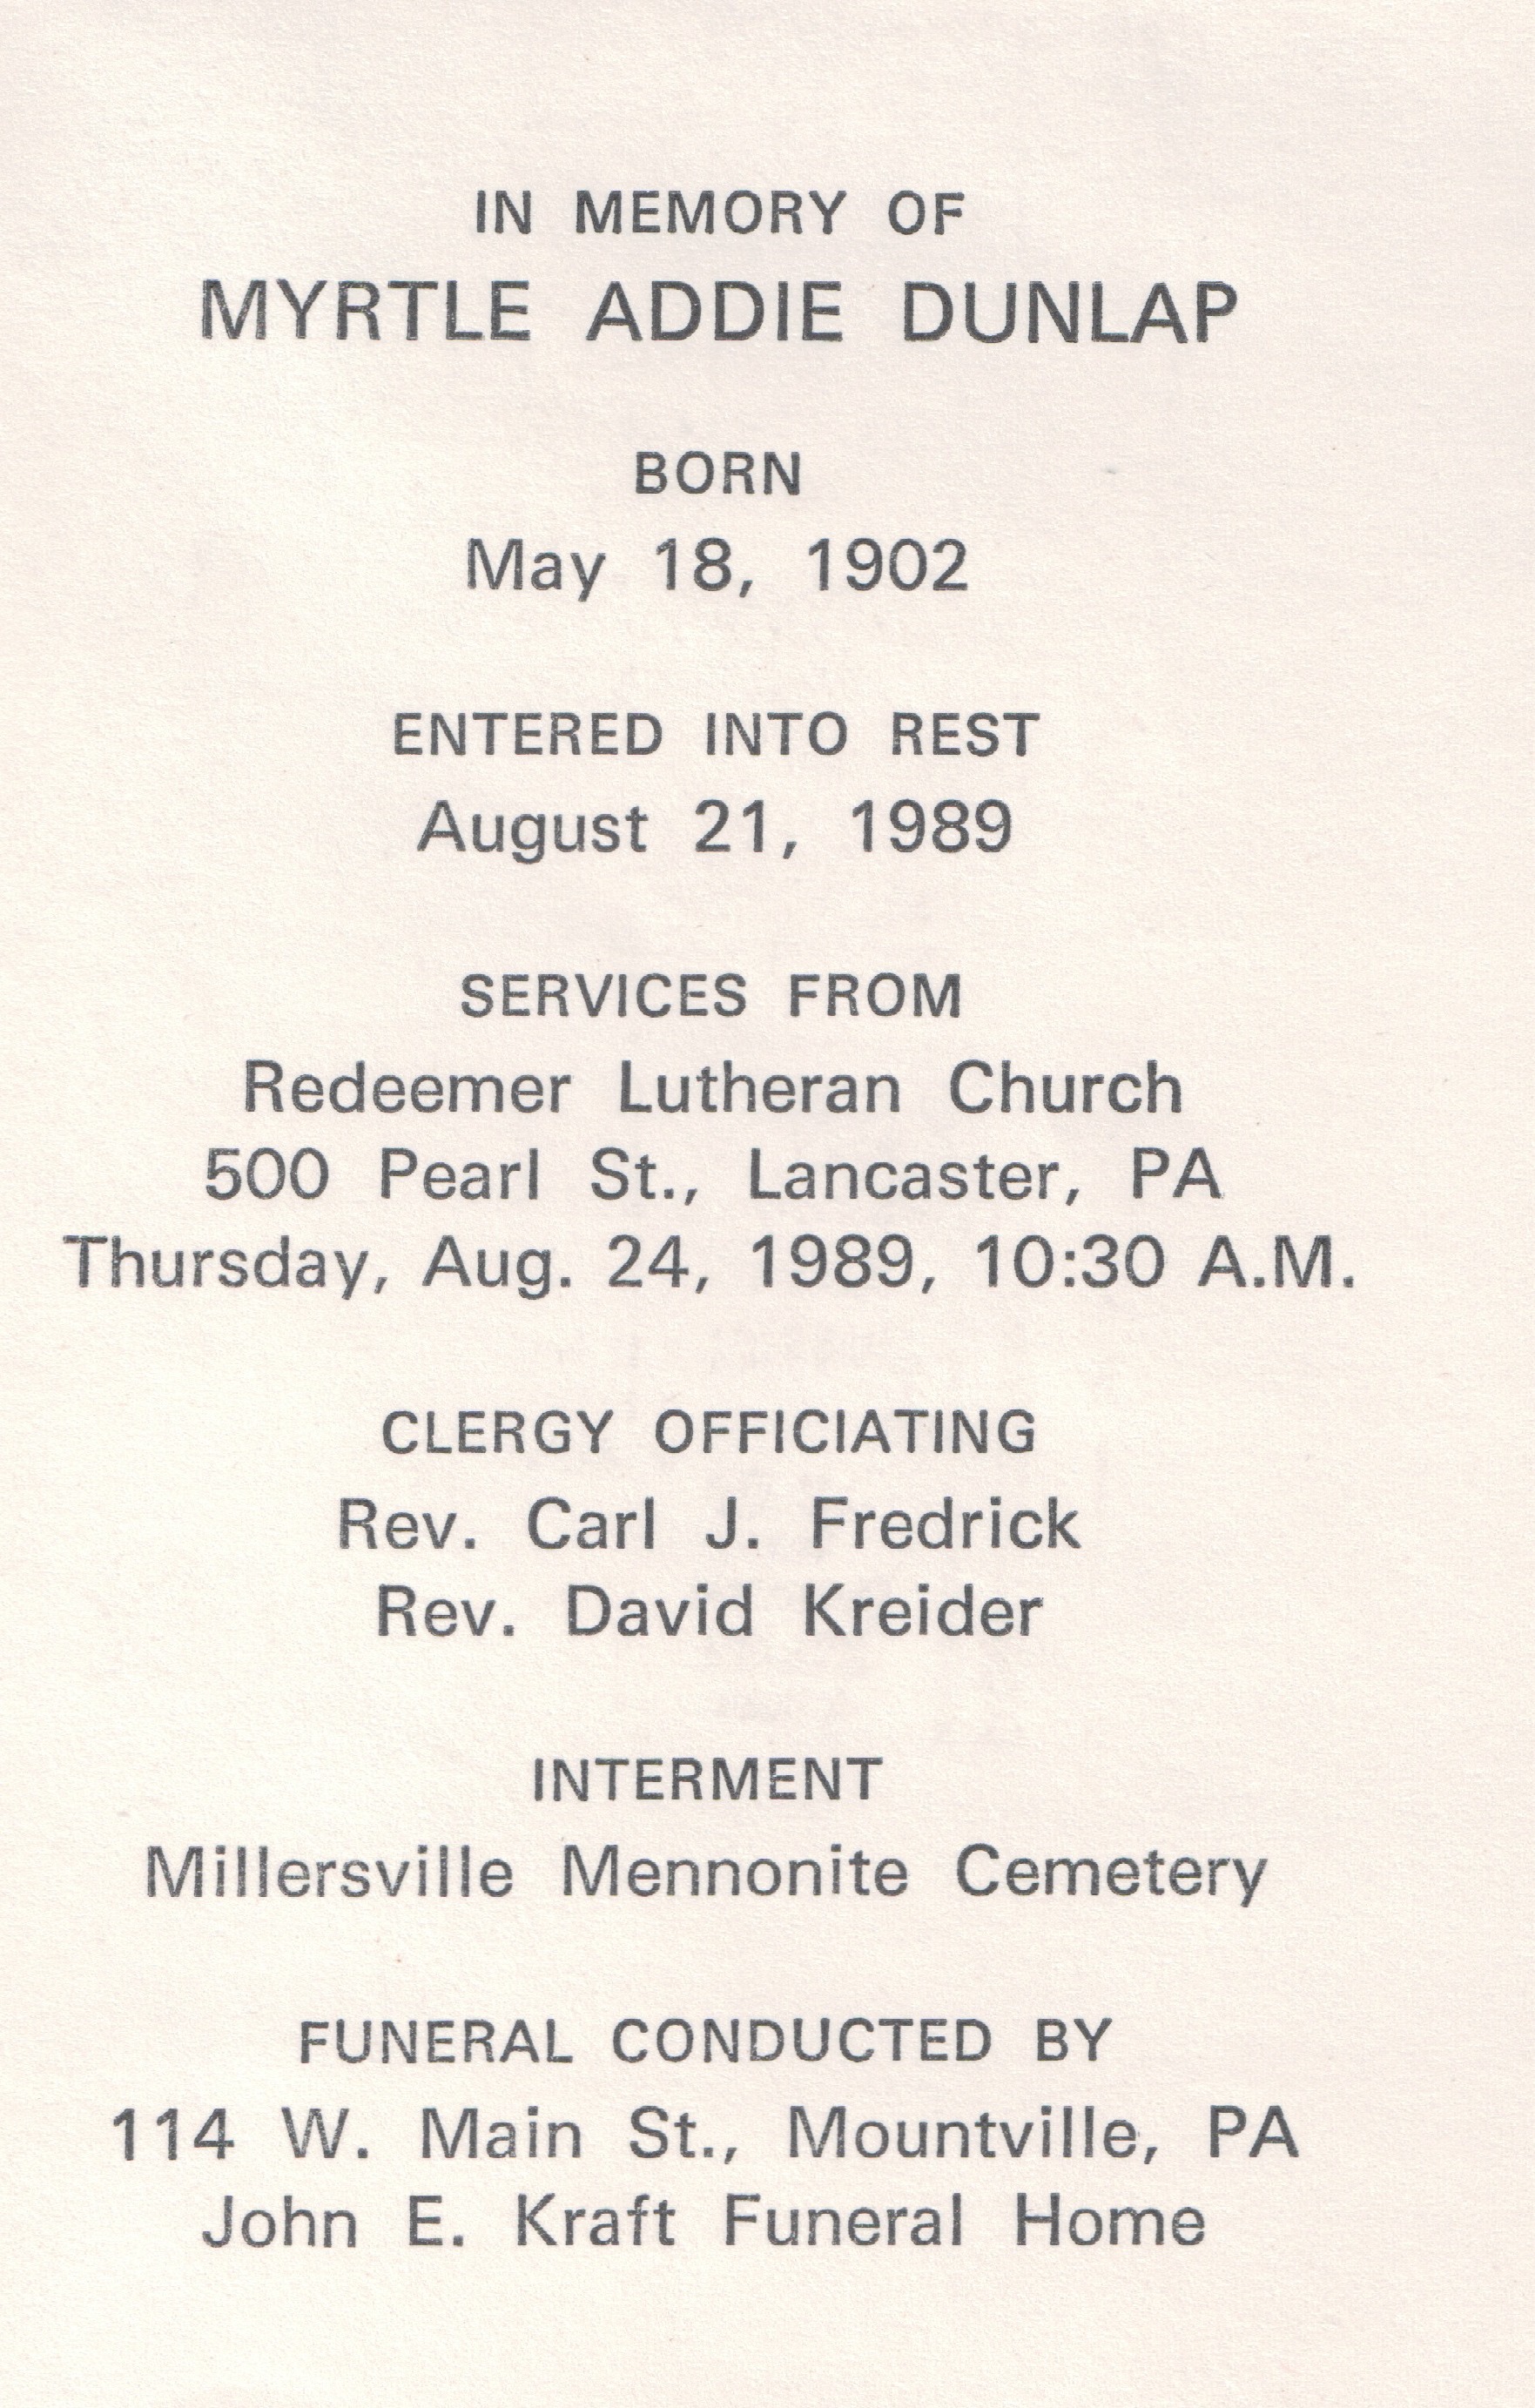 IN MEMORY OF
MYRTLE ADDIE DUNLAP
BORN
May 18, 1902
ENTERED INTO REST
August 21, 1989
SERVICES FROM
Redeemer Lutheran Church
500 Pearl St., Lancaster, PA
Thursday, Aug. 24, 1989, 10:30 A.M.
CLERGY OFFICIATING
Rev. Carl J. Fredrick
Rev. David Kreider
INTERMENT
Millersville Mennonite Cemetery
FUNERAL CONDUCTED BY
114 W. Main St., Mountville, PA
John E. Kraft Funeral Home